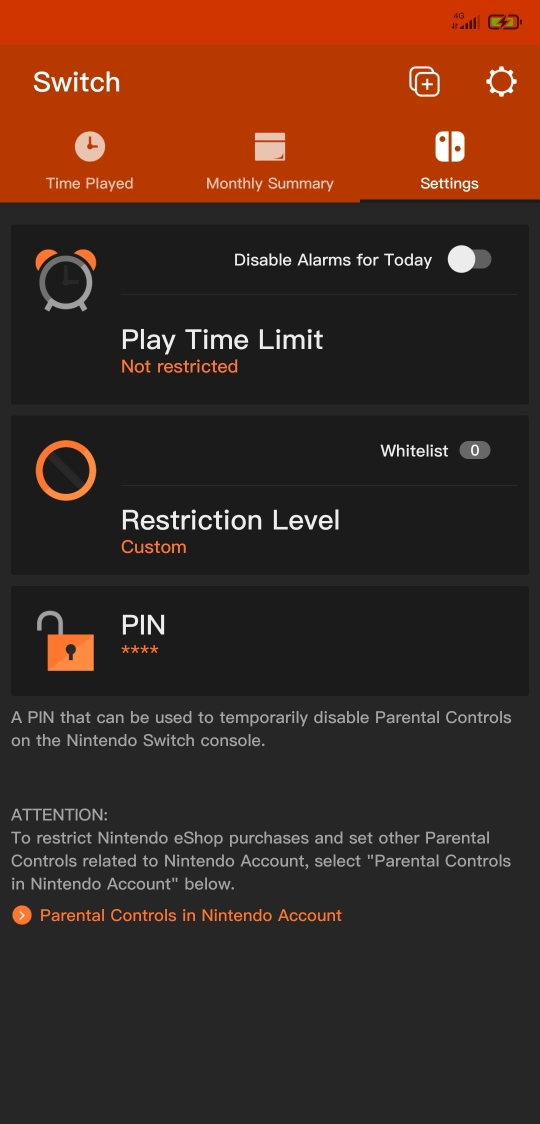 4G
Switch
Time Played
Monthly Summary
Settings
Disable Alarms for Today
Play Time Limit
Not restricted
Whitelist 0
Restriction Level
Custom
PIN
****
A PIN that can be used to temporarily disable Parental Controls
on the Nintendo Switch console.
ATTENTION:
To restrict Nintendo eShop purchases and set other Parental
Controls related to Nintendo Account, select "Parental Controls
in Nintendo Account" below.
Parental Controls in Nintendo Account